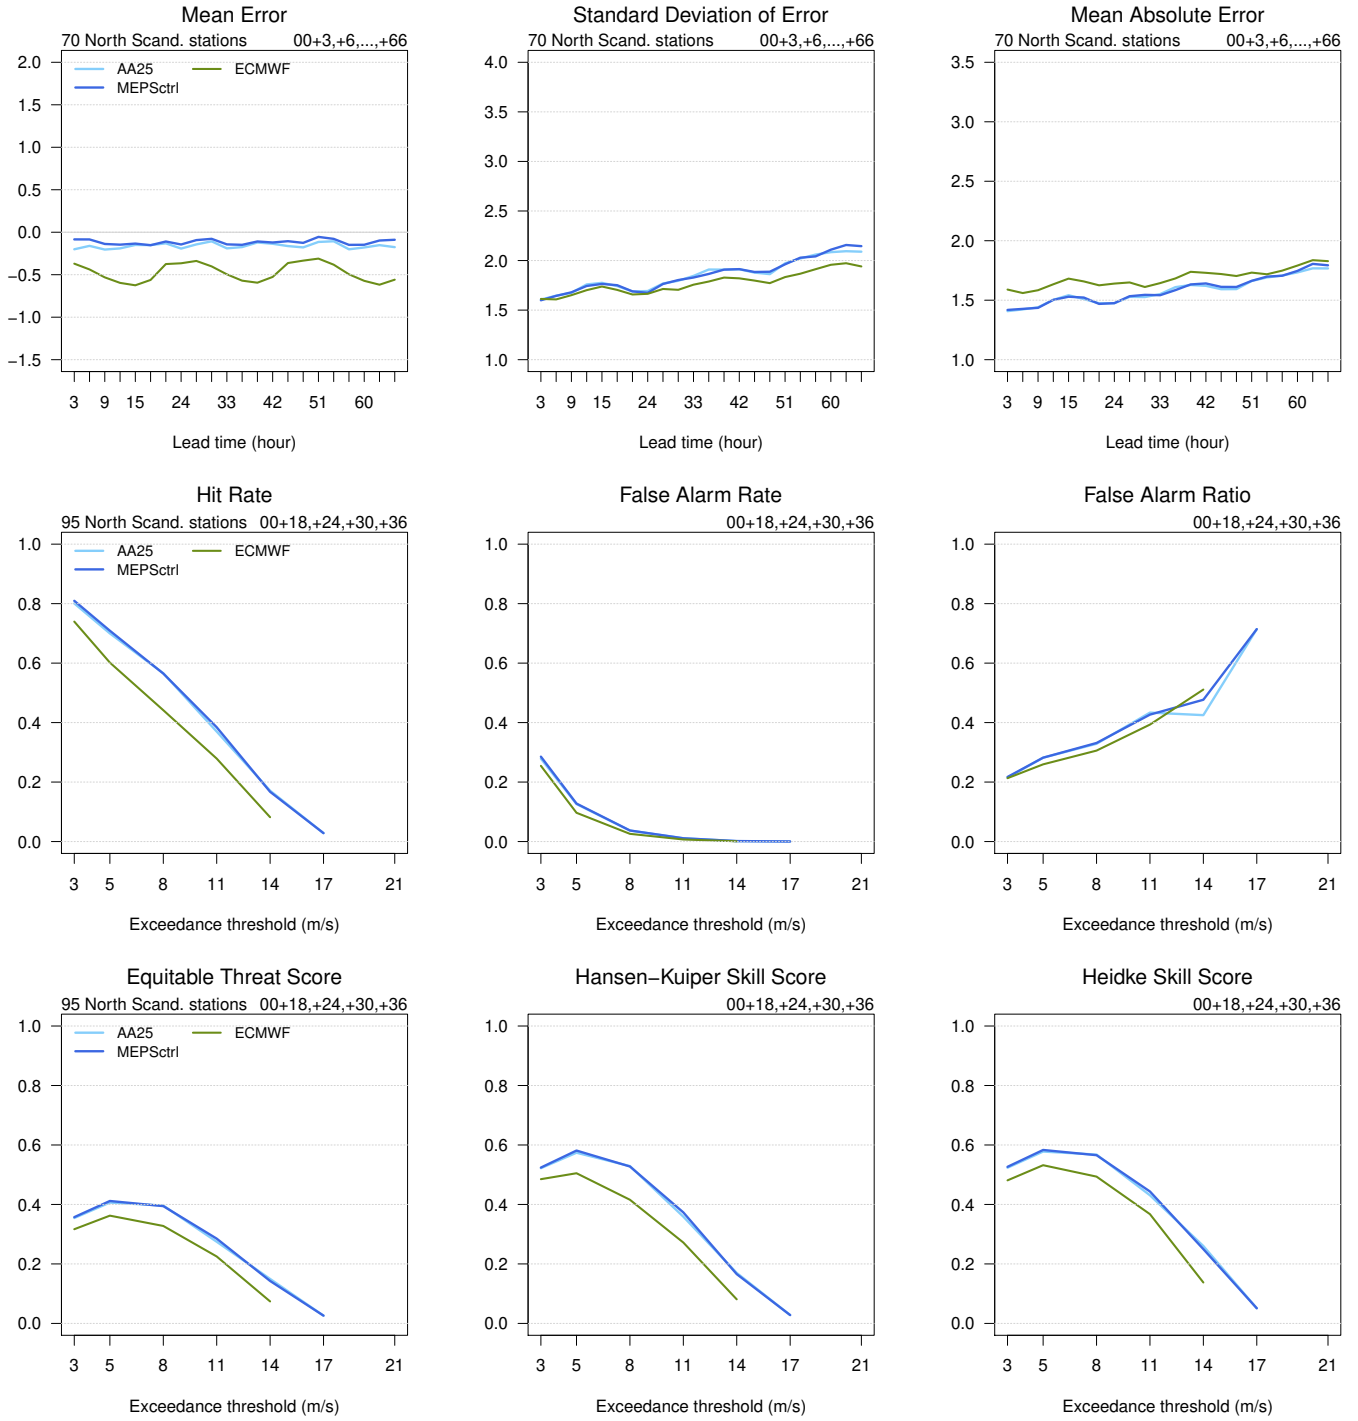 Mean Error
70 North Scand. stations 00+3,+6,...,+66
AA25 ECMWF
MEPSctrl
2.0
1.5
1.0
0.5
0.0
−0.5
−1.0
−1.5
3 9 15 24 33 42 51 60
Lead time (hour)
Standard Deviation of Error
70 North Scand. stations 00+3,+6,...,+66
4.0
3.5
3.0
2.5
2.0
1.5
1.0
3 9 15 24 33 42 51 60
Lead time (hour)
Mean Absolute Error
70 North Scand. stations 00+3,+6,...,+66
3.5
3.0
2.5
2.0
1.5
1.0
3 9 15 24 33 42 51 60
Lead time (hour)
Hit Rate
95 North Scand. stations 00+18,+24,+30,+36
AA25 ECMWF
MEPSctrl
1.0
0.8
0.6
0.4
0.2
0.0
3 5 8 11 14 17 21
Exceedance threshold (m/s)
False Alarm Rate
00+18,+24,+30,+36
1.0
0.8
0.6
0.4
0.2
0.0
3 5 8 11 14 17 21
Exceedance threshold (m/s)
False Alarm Ratio
00+18,+24,+30,+36
1.0
0.8
0.6
0.4
0.2
0.0
3 5 8 11 14 17 21
Exceedance threshold (m/s)
Equitable Threat Score
95 North Scand. stations 00+18,+24,+30,+36
AA25 ECMWF
MEPSctrl
1.0
0.8
0.6
0.4
0.2
0.0
3 5 8 11 14 17 21
Exceedance threshold (m/s)
Hansen−Kuiper Skill Score
00+18,+24,+30,+36
1.0
0.8
0.6
0.4
0.2
0.0
3 5 8 11 14 17 21
Exceedance threshold (m/s)
Heidke Skill Score
00+18,+24,+30,+36
1.0
0.8
0.6
0.4
0.2
0.0
3 5 8 11 14 17 21
Exceedance threshold (m/s)